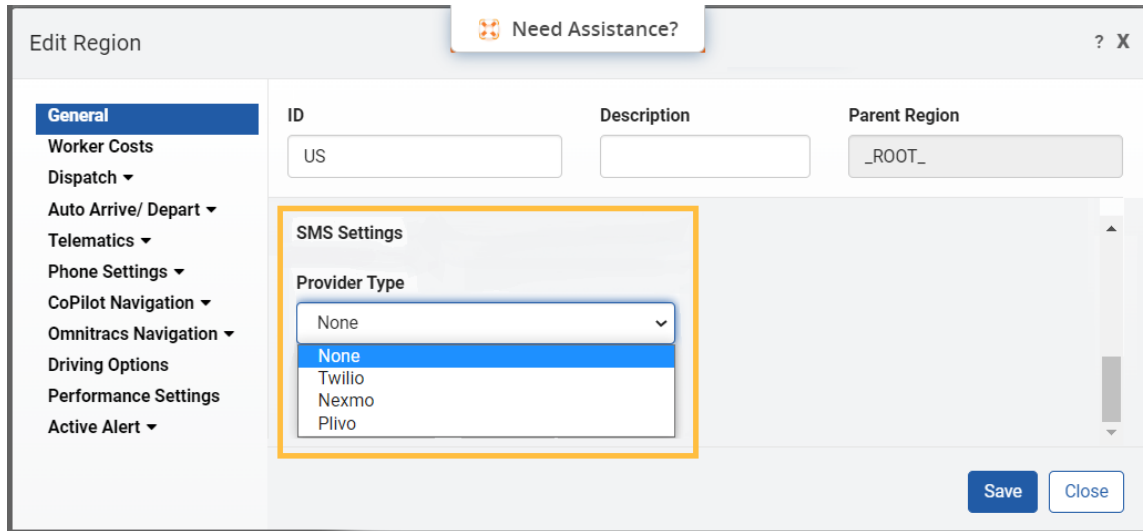 Need Assistance?
Edit Region
? X
General
Worker Costs
Dispatch
Auto Arrive/ Depart
Telematics
Phone Settings
CoPilot Navigation
Omnitracs Navigation
Driving Options
Performance Settings
Active Alert
ID
US
Description
Parent Region
_ROOT_
SMS Settings
Provider Type
None
None
Twilio
Nexmo
Plivo
Save
Close